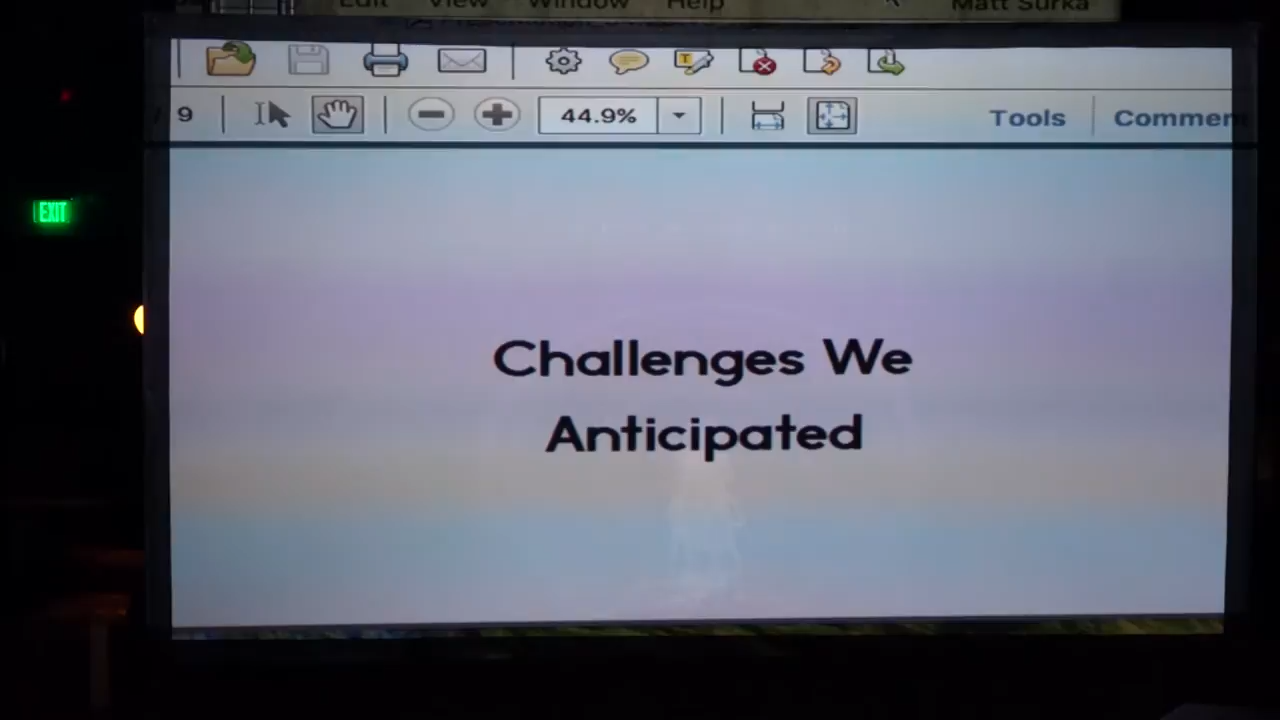 Edit View Window Help Matt Surka
9 44.9% Tools Commen
EXIT
Challenges We
Anticipated